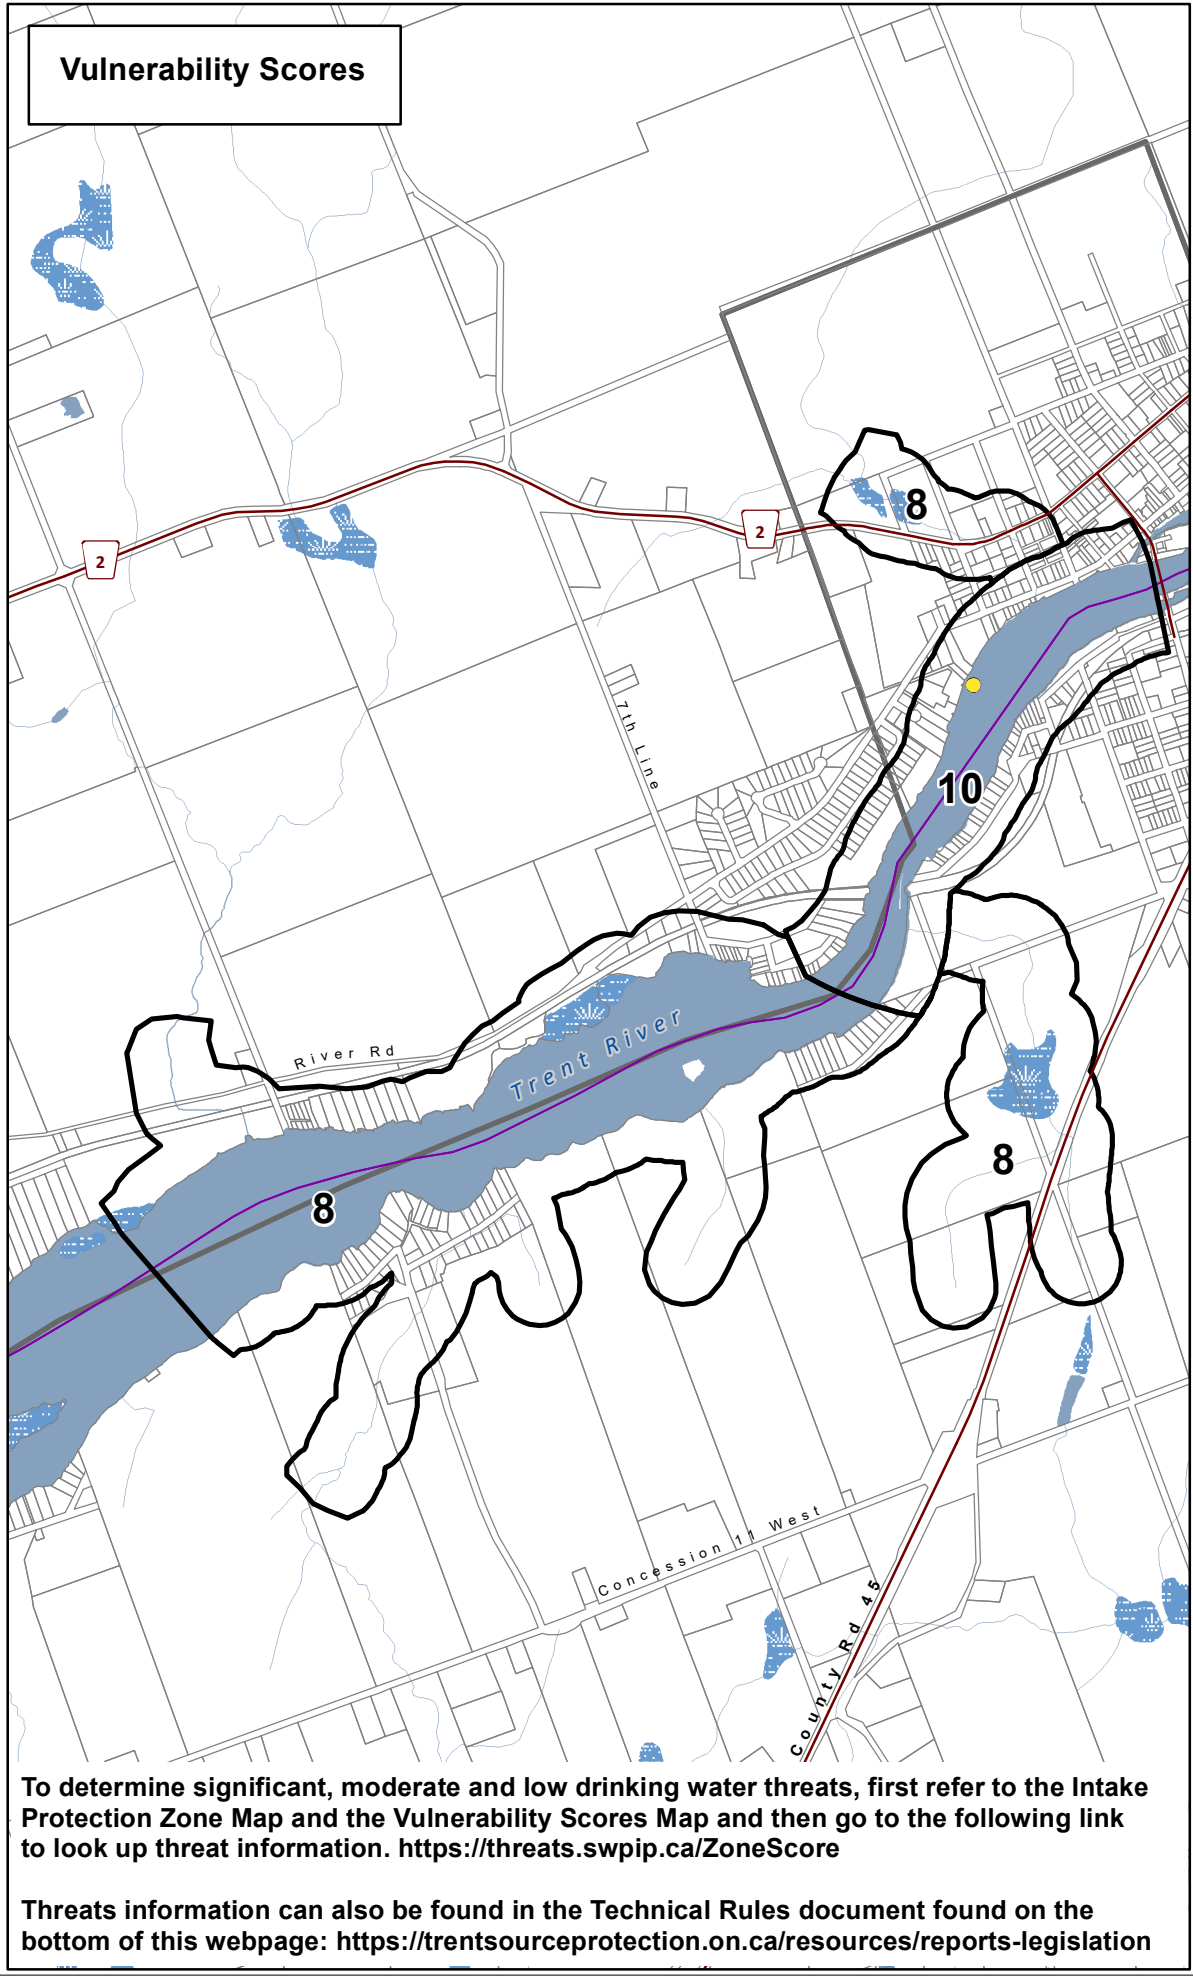 Vulnerability Scores
8
2
2
7th Line
10
River Rd
Trent River
8
8
Concession 11 West
County Rd 45
To determine significant, moderate and low drinking water threats, first refer to the Intake
Protection Zone Map and the Vulnerability Scores Map and then go to the following link
to look up threat information. https://threats.swpip.ca/ZoneScore
Threats information can also be found in the Technical Rules document found on the
bottom of this webpage: https://trentsourceprotection.on.ca/resources/reports-legislation